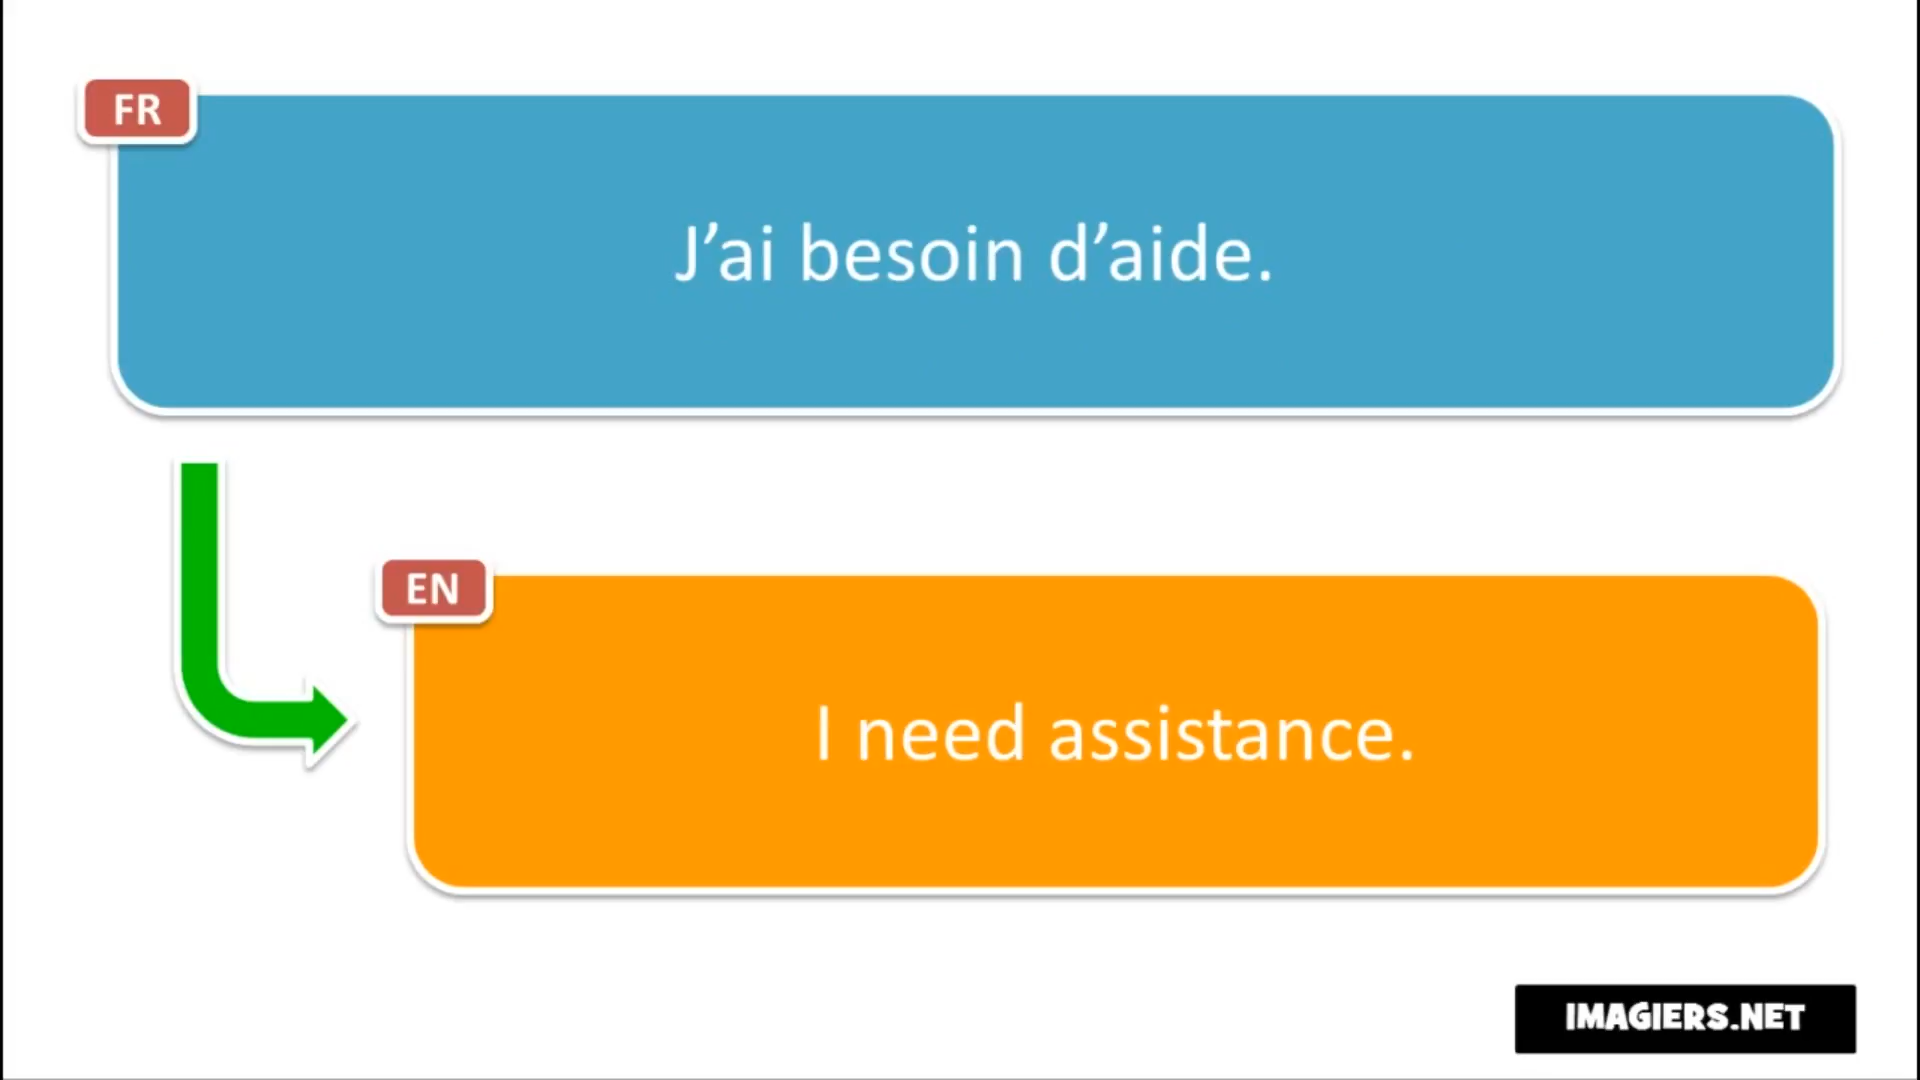 FR
J’ai besoin d’aide.
EN
I need assistance.
IMAGIERS.NET